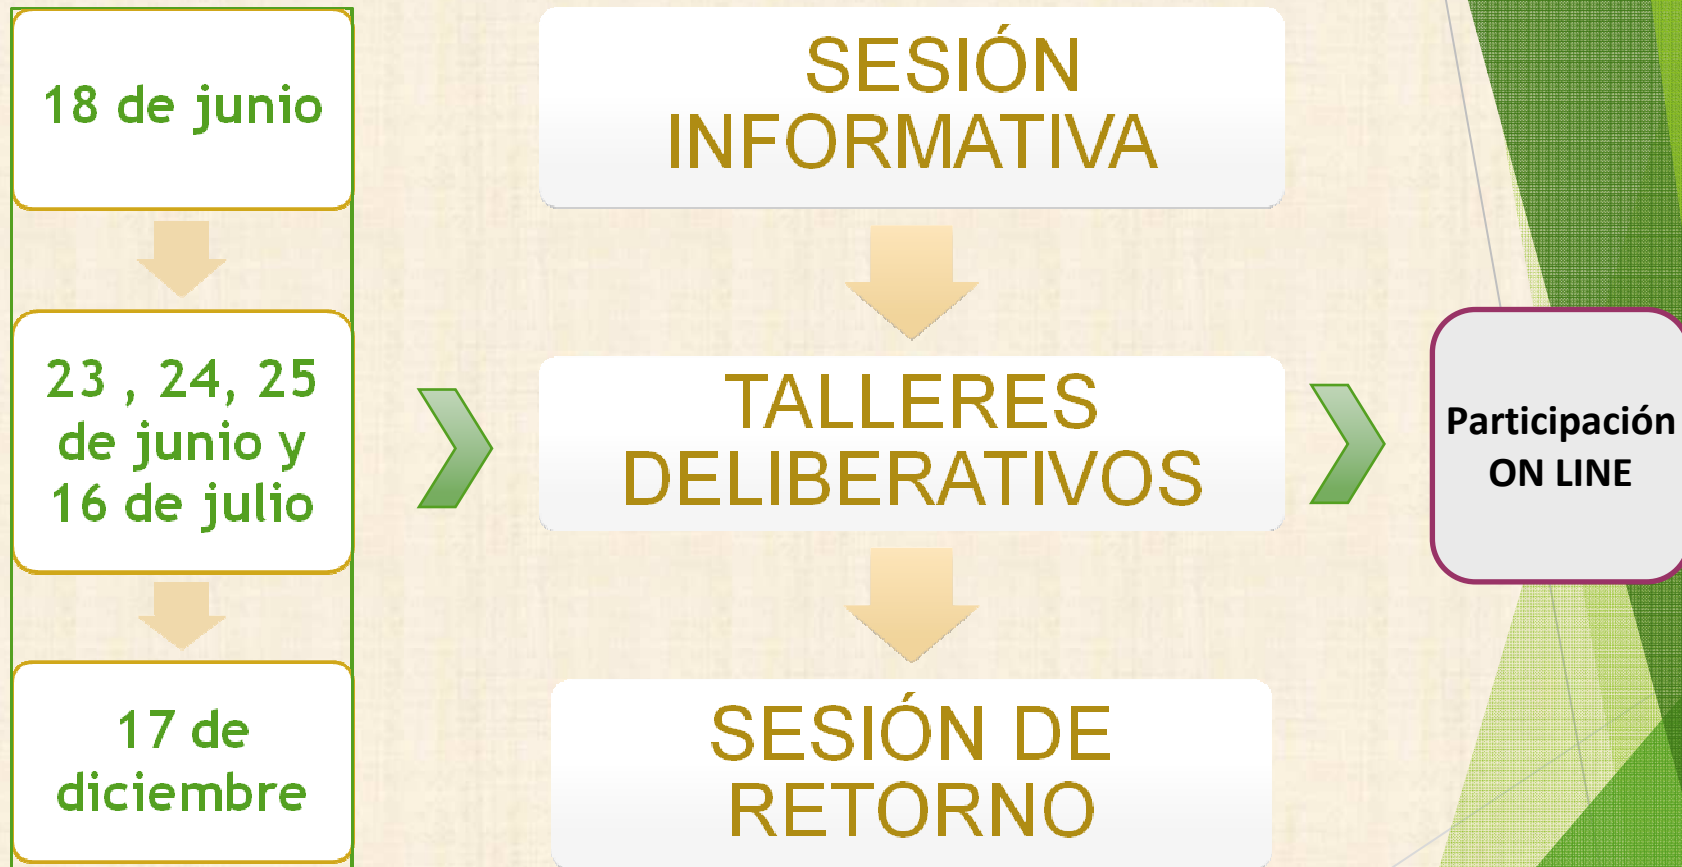 18 de junio
SESIÓN
INFORMATIVA
23 , 24, 25
de junio y
16 de julio
TALLERES
DELIBERATIVOS
Participación
ON LINE
17 de
diciembre
SESIÓN DE
RETORNO